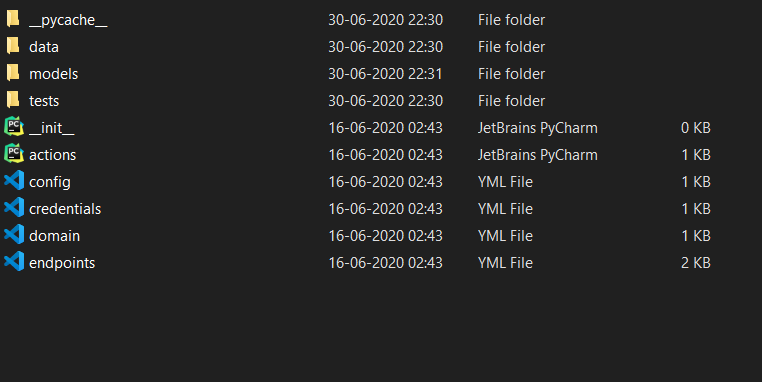 __pycache__ 30-06-2020 22:30 File folder
data 30-06-2020 22:30 File folder
models 30-06-2020 22:31 File folder
tests 30-06-2020 22:30 File folder
PC __init__ 16-06-2020 02:43 JetBrains PyCharm 0 KB
PC actions 16-06-2020 02:43 JetBrains PyCharm 1 KB
config 16-06-2020 02:43 YML File 1 KB
credentials 16-06-2020 02:43 YML File 1 KB
domain 16-06-2020 02:43 YML File 1 KB
endpoints 16-06-2020 02:43 YML File 2 KB